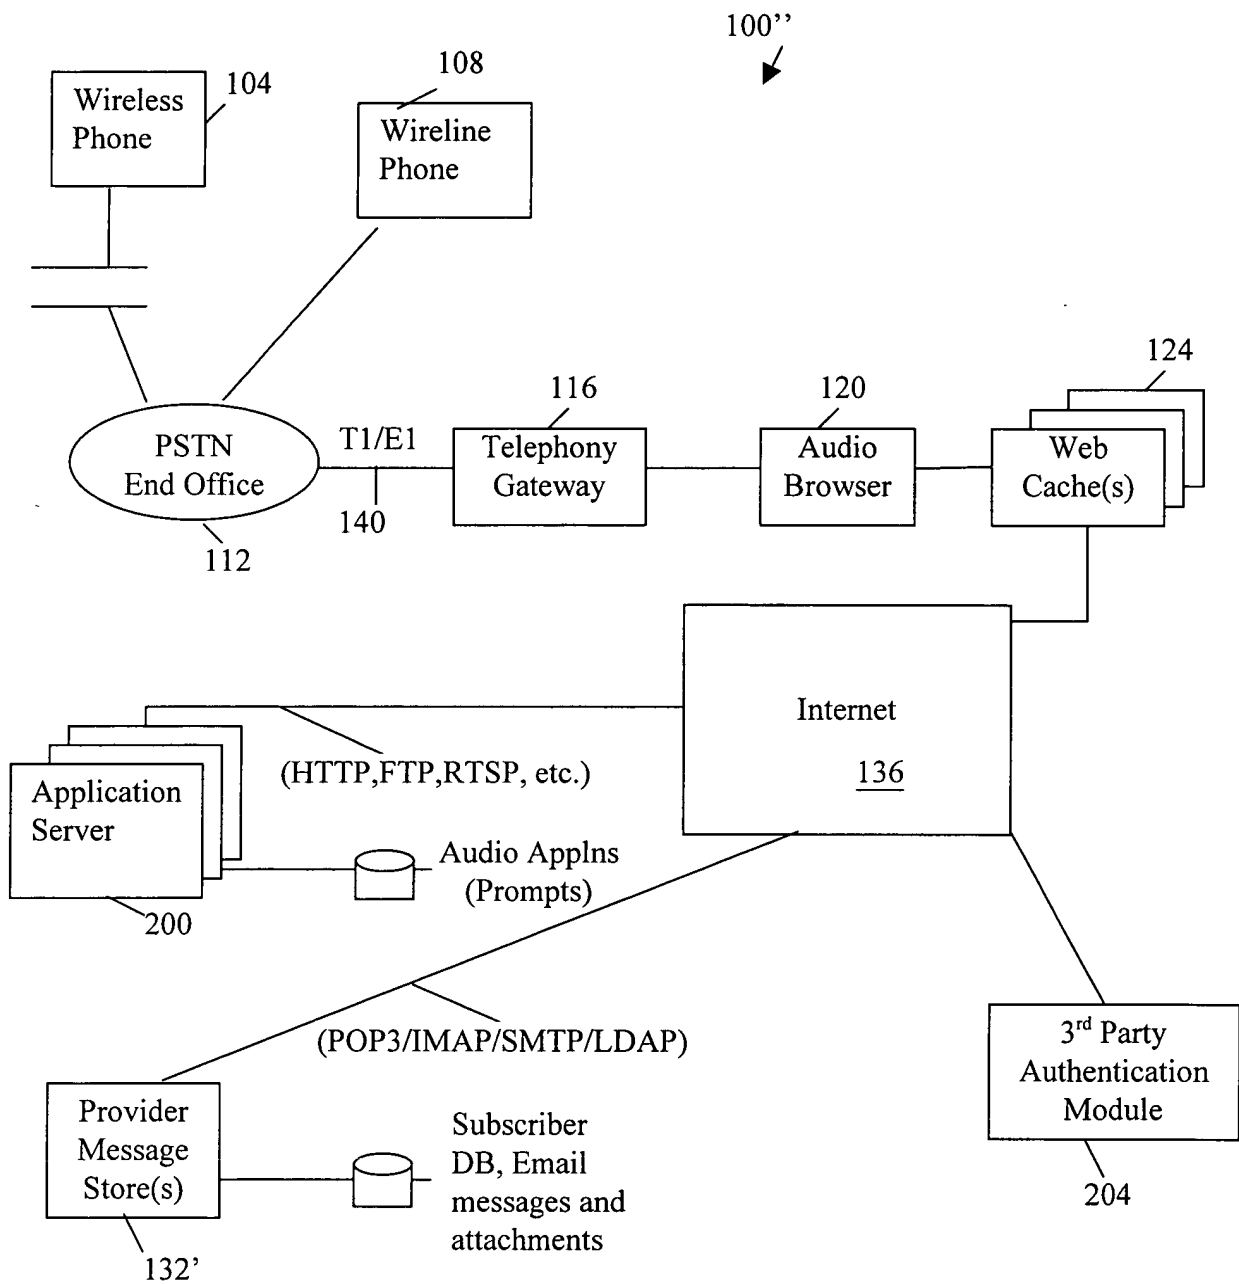 100’’
Wireless
Phone
104
108
Wireline
Phone
124
116
120
PSTN
End Office
T1/E1
Telephony
Gateway
Audio
Browser
Web
Cache(s)
140
112
Internet
136
(HTTP,FTP,RTSP, etc.)
Application
Server
Audio Applns
(Prompts)
200
(POP3/IMAP/SMTP/LDAP)
3rd Party
Authentication
Module
204
Provider
Message
Store(s)
Subscriber
DB, Email
messages and
attachments
132’